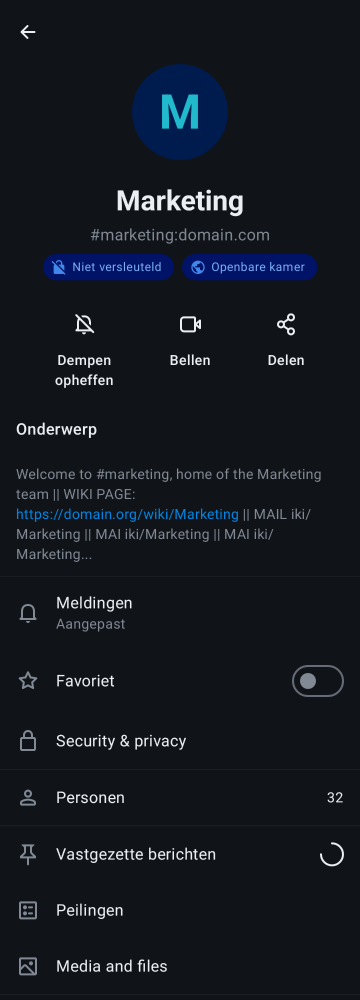 M
Marketing
#marketing:domain.com
Niet versleuteld
Openbare kamer
Dempen
opheffen
Bellen
Delen
Onderwerp
Welcome to #marketing, home of the Marketing
team || WIKI PAGE:
https://domain.org/wiki/Marketing || MAIL iki/
Marketing || MAI iki/Marketing || MAI iki/
Marketing...
Meldingen
Aangepast
Favoriet
Security & privacy
Personen
32
Vastgezette berichten
Peilingen
Media and files